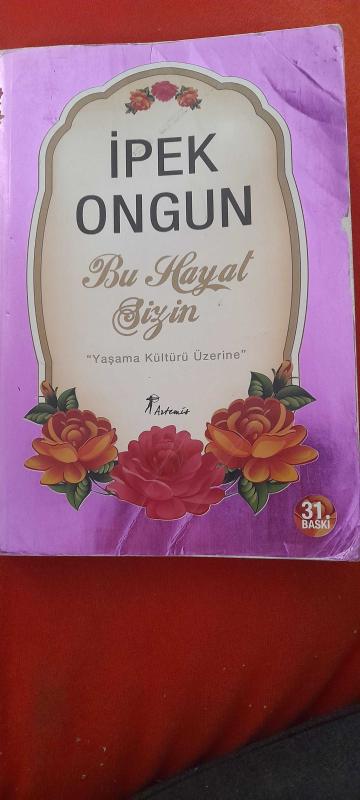 İPEK
ONGUN
Bu Hayat
Sizin
“Yaşama Kültürü Üzerine”
Artemis
31.
BASKI